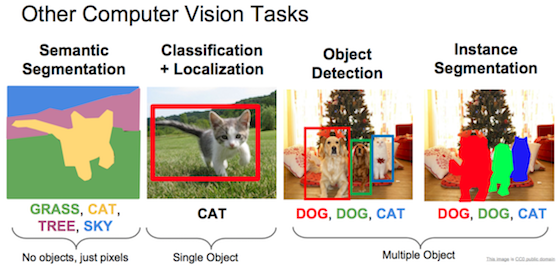 Other Computer Vision Tasks
Semantic
Segmentation
Classification
+ Localization
Object
Detection
Instance
Segmentation
GRASS, CAT,
TREE, SKY
CAT
DOG, DOG, CAT
DOG, DOG, CAT
No objects, just pixels
Single Object
Multiple Object
This image is CC0 public domain